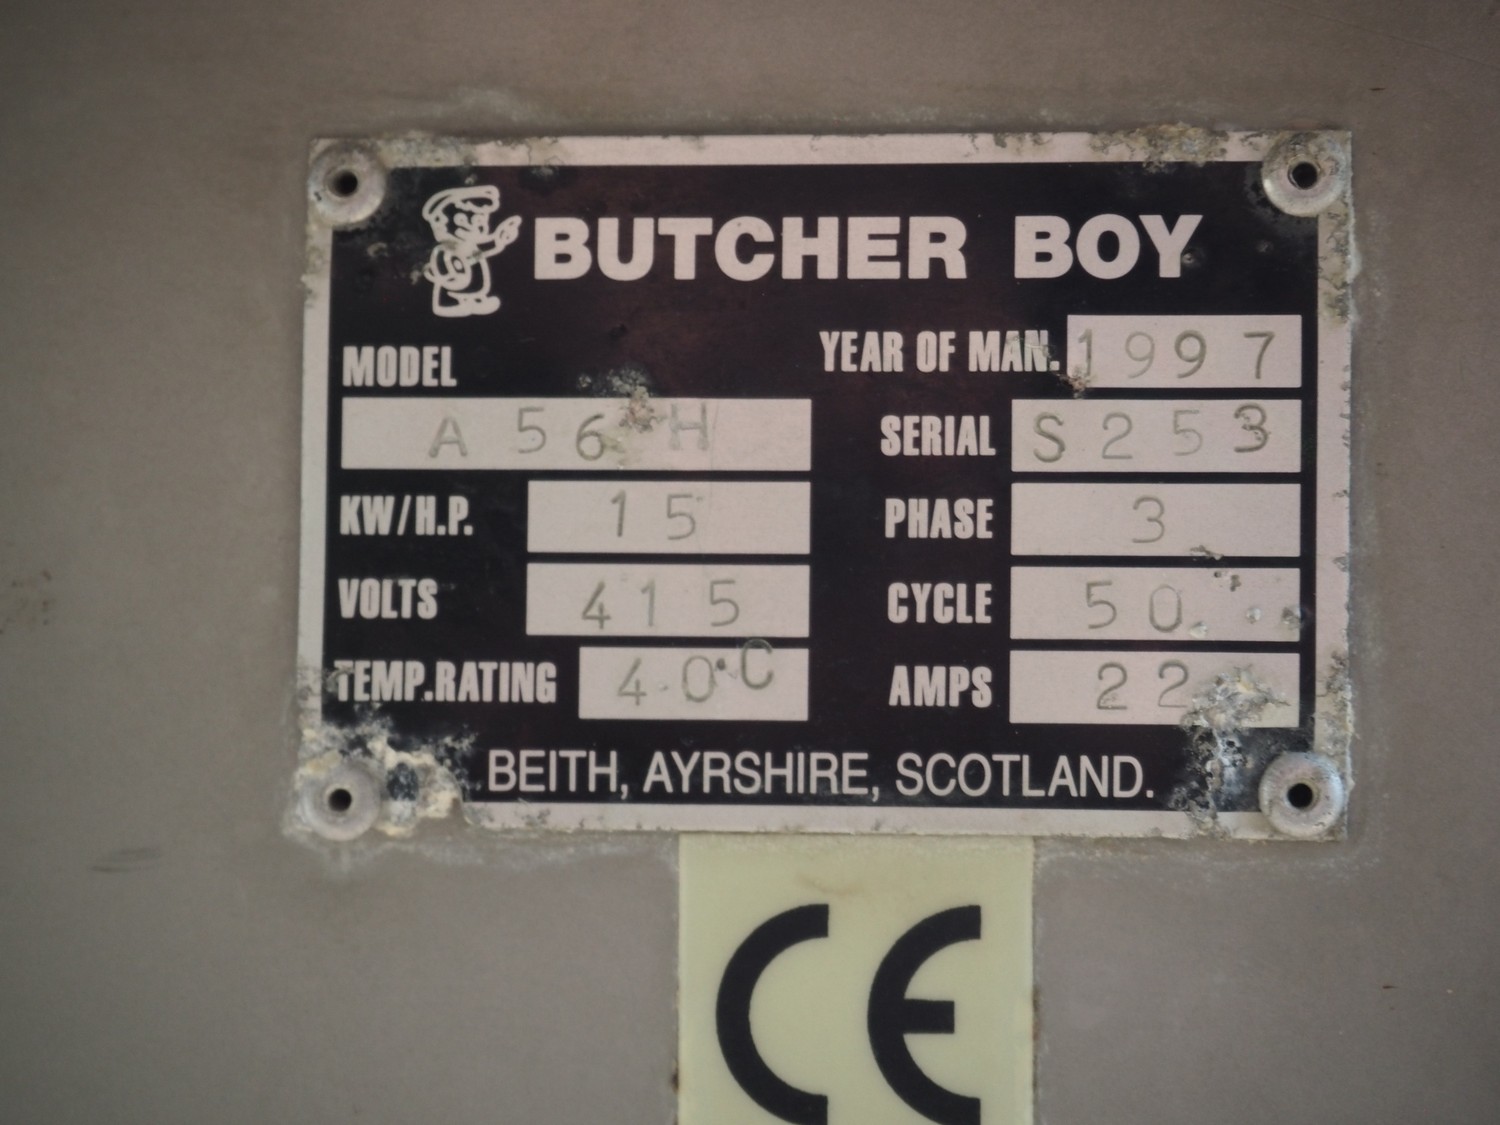 BUTCHER BOY
YEAR OF MAN. 1997
MODEL
A 56 H
SERIAL S253
KW/H.P. 15
PHASE 3
VOLTS 415
CYCLE 50
TEMP.RATING 40°C
AMPS 22
BEITH, AYRSHIRE, SCOTLAND.
CE